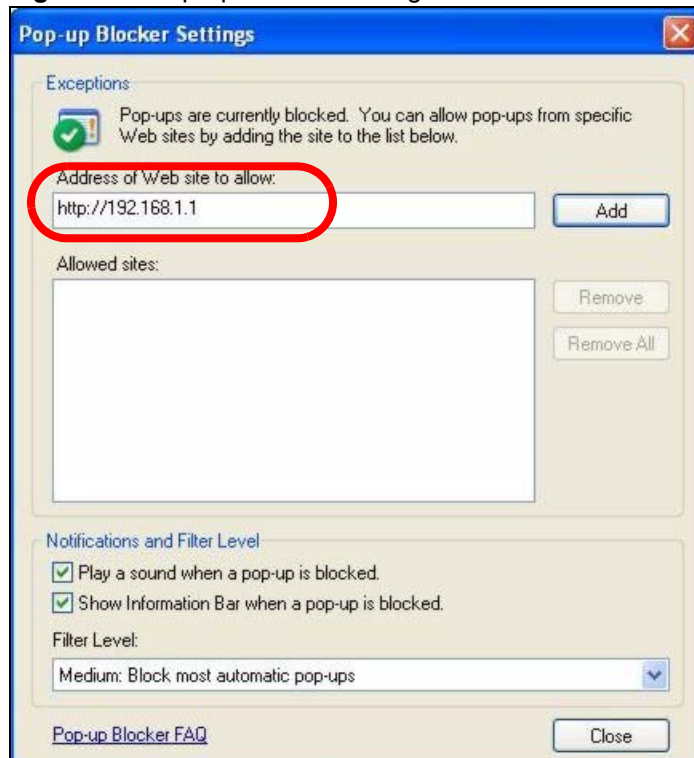 Pop-up Blocker Settings
Exceptions
Pop-ups are currently blocked. You can allow pop-ups from specific
Web sites by adding the site to the list below.
Address of Web site to allow:
http://192.168.1.1
Add
Allowed sites:
Remove
Remove All
Notifications and Filter Level
Play a sound when a pop-up is blocked.
Show Information Bar when a pop-up is blocked.
Filter Level:
Medium: Block most automatic pop-ups
Pop-up Blocker FAQ
Close